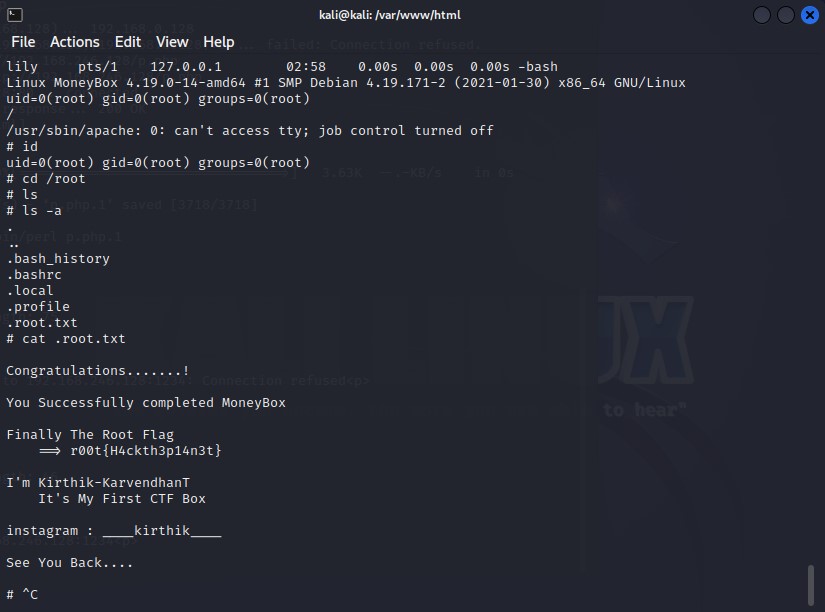 kali@kali: /var/www/html
File Actions Edit View Help
lily pts/1 127.0.0.1 02:58 0.00s 0.00s 0.00s -bash
Linux MoneyBox 4.19.0-14-amd64 #1 SMP Debian 4.19.171-2 (2021-01-30) x86_64 GNU/Linux
uid=0(root) gid=0(root) groups=0(root)
/
/usr/sbin/apache: 0: can't access tty; job control turned off
# id
uid=0(root) gid=0(root) groups=0(root)
# cd /root
# ls
# ls -a
.
..
.bash_history
.bashrc
.local
.profile
.root.txt
# cat .root.txt
Congratulations.......!
You Successfully completed MoneyBox
Finally The Root Flag
==> r00t{H4ckth3p14n3t}
I'm Kirthik-KarvendhanT
It's My First CTF Box
instagram : ____kirthik____
See You Back....
# ^C
to hear"